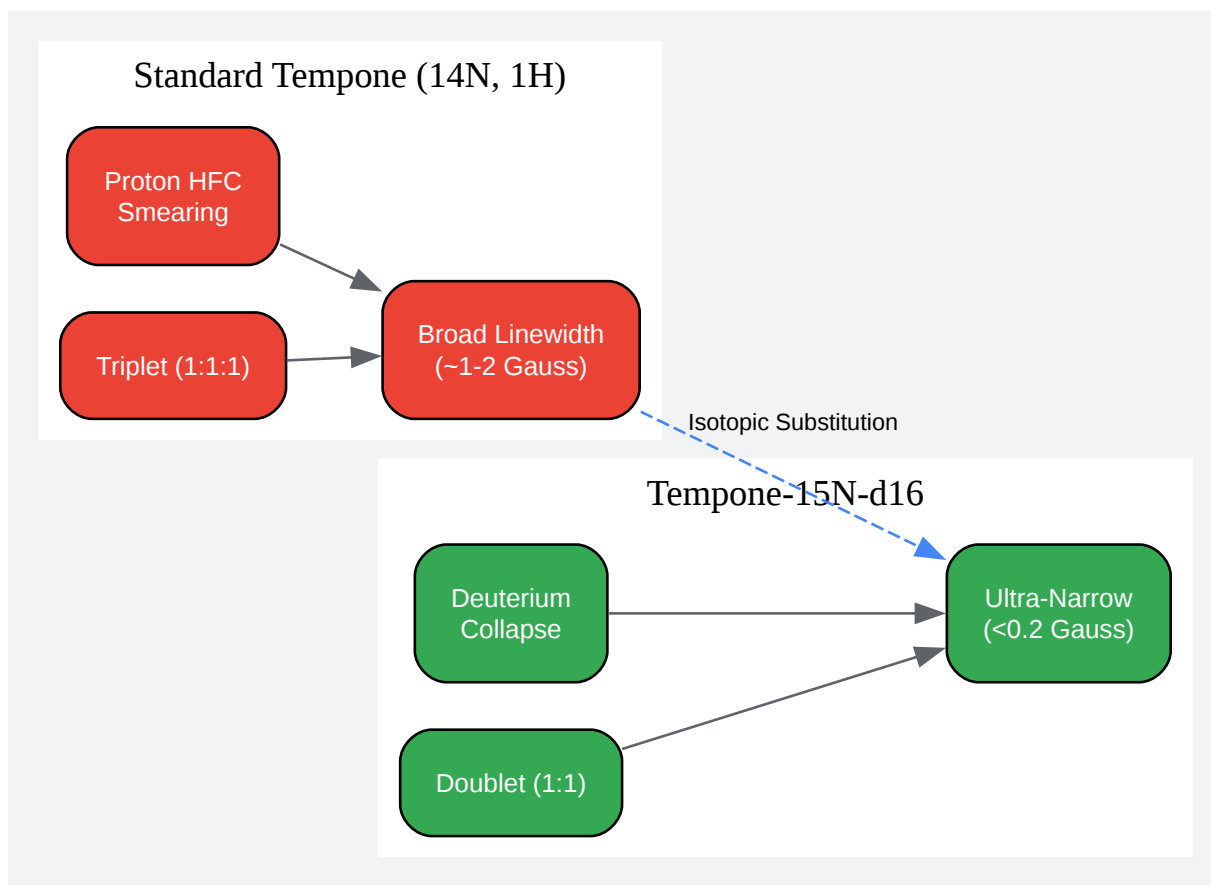 Standard Tempone (14N, 1H)
Proton HFC
Smearing
Triplet (1:1:1)
Broad Linewidth
(~1-2 Gauss)
Isotopic Substitution
Tempone-15N-d16
Deuterium
Collapse
Ultra-Narrow
(<0.2 Gauss)
Doublet (1:1)